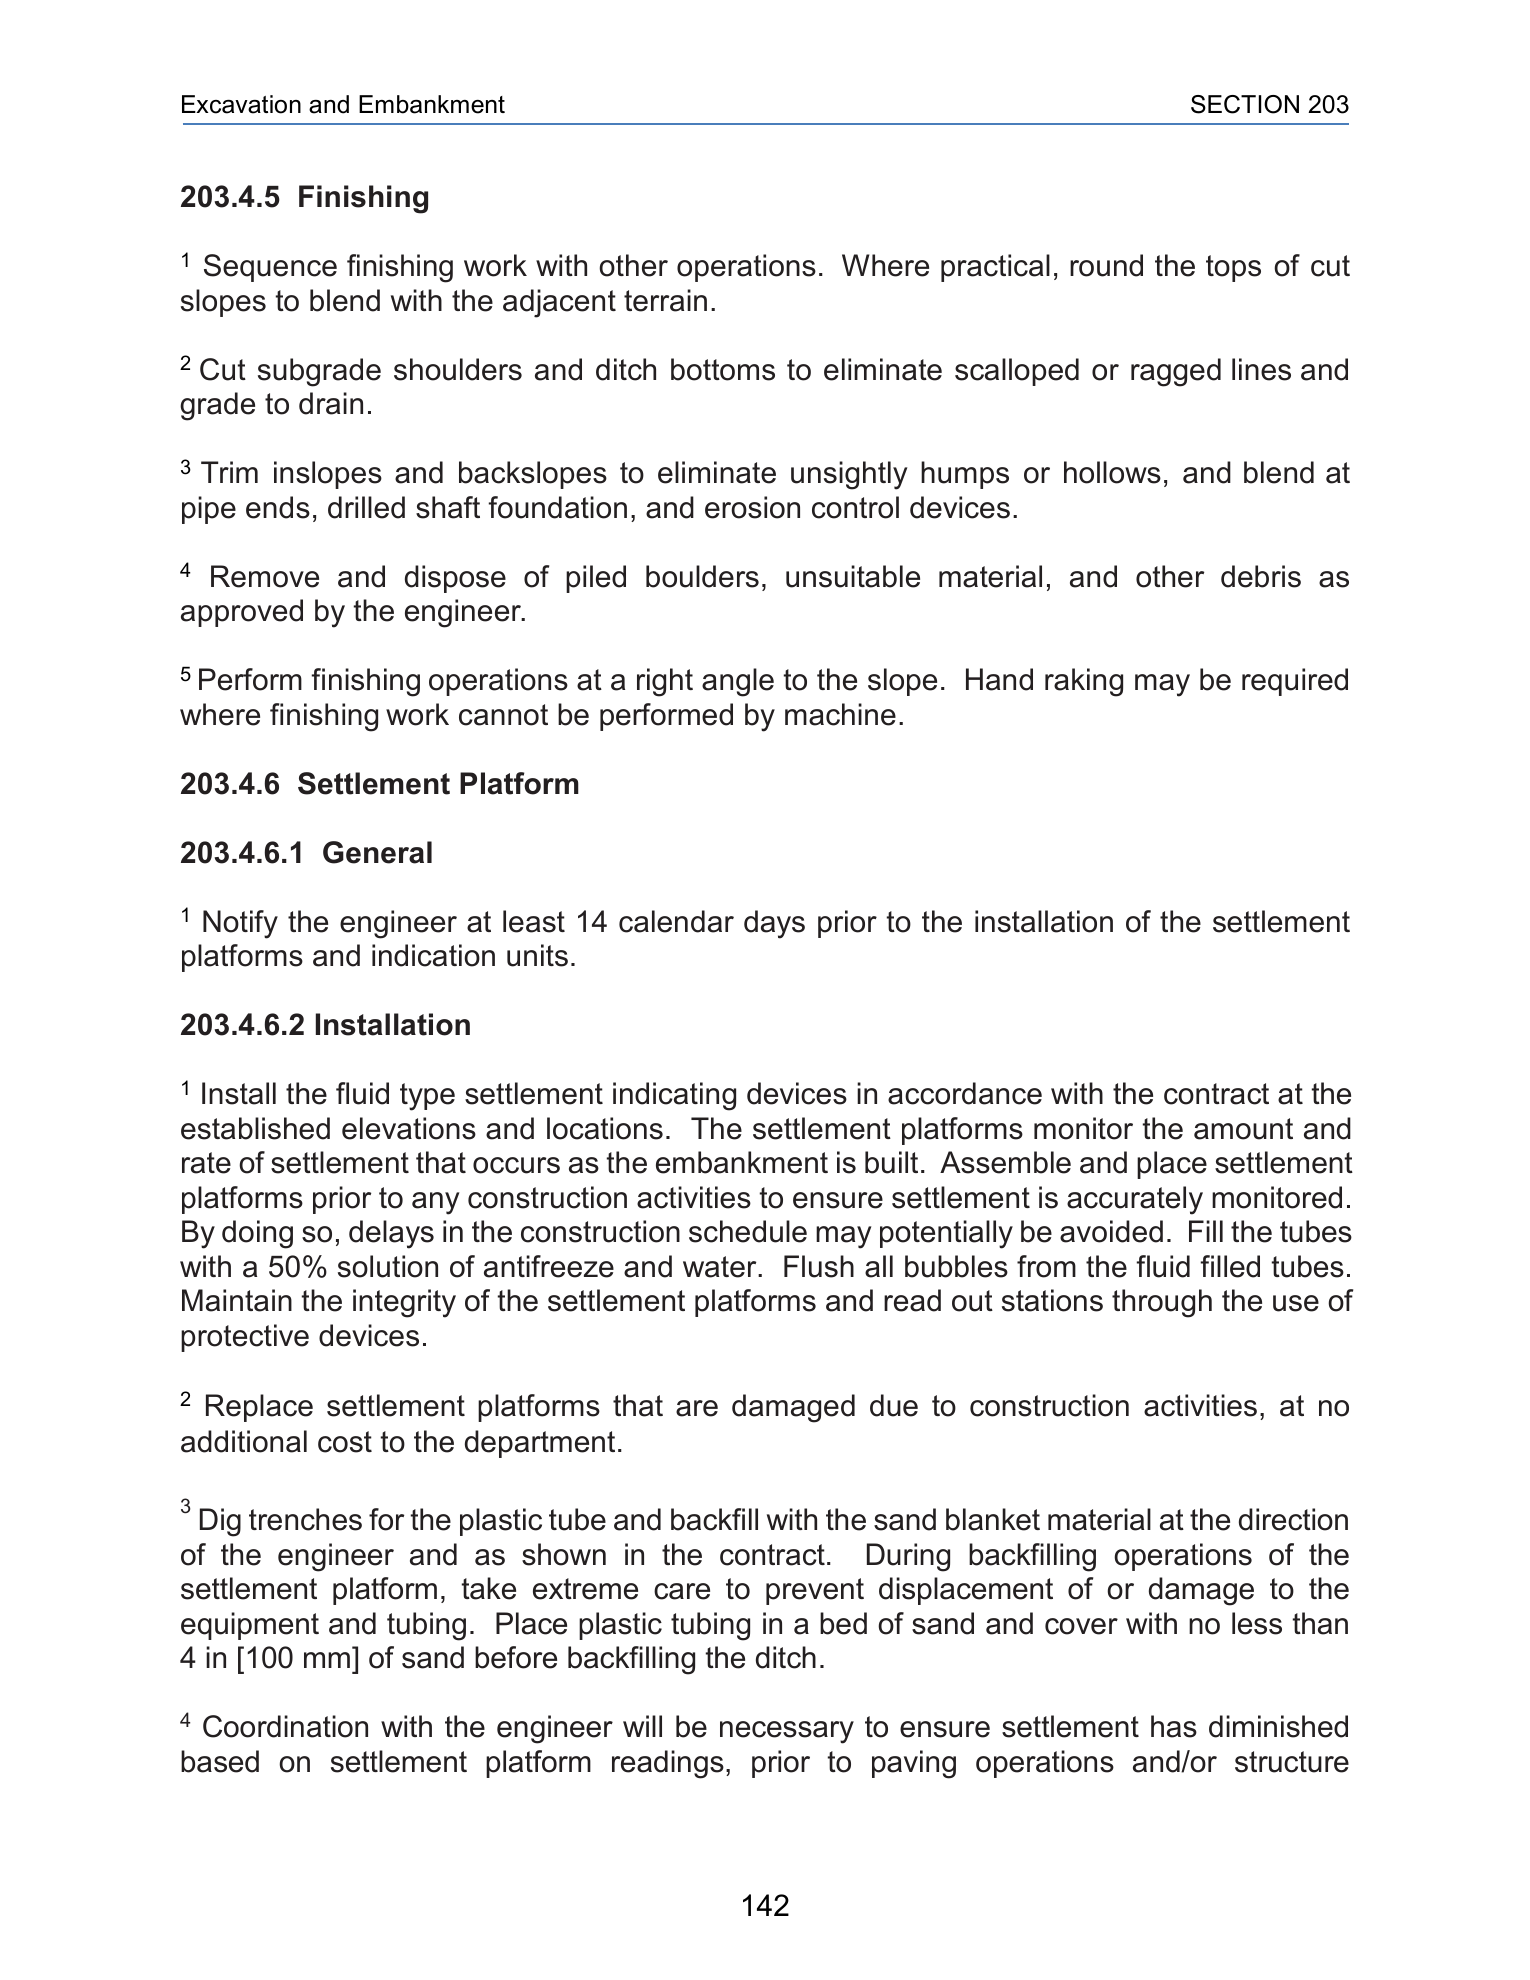 Excavation and Embankment SECTION 203
203.4.5 Finishing
1 Sequence finishing work with other operations. Where practical, round the tops of cut
slopes to blend with the adjacent terrain.
2 Cut subgrade shoulders and ditch bottoms to eliminate scalloped or ragged lines and
grade to drain.
3 Trim inslopes and backslopes to eliminate unsightly humps or hollows, and blend at
pipe ends, drilled shaft foundation, and erosion control devices.
4 Remove and dispose of piled boulders, unsuitable material, and other debris as
approved by the engineer.
5 Perform finishing operations at a right angle to the slope. Hand raking may be required
where finishing work cannot be performed by machine.
203.4.6 Settlement Platform
203.4.6.1 General
1 Notify the engineer at least 14 calendar days prior to the installation of the settlement
platforms and indication units.
203.4.6.2 Installation
1 Install the fluid type settlement indicating devices in accordance with the contract at the
established elevations and locations. The settlement platforms monitor the amount and
rate of settlement that occurs as the embankment is built. Assemble and place settlement
platforms prior to any construction activities to ensure settlement is accurately monitored.
By doing so, delays in the construction schedule may potentially be avoided. Fill the tubes
with a 50% solution of antifreeze and water. Flush all bubbles from the fluid filled tubes.
Maintain the integrity of the settlement platforms and read out stations through the use of
protective devices.
2 Replace settlement platforms that are damaged due to construction activities, at no
additional cost to the department.
3 Dig trenches for the plastic tube and backfill with the sand blanket material at the direction
of the engineer and as shown in the contract. During backfilling operations of the
settlement platform, take extreme care to prevent displacement of or damage to the
equipment and tubing. Place plastic tubing in a bed of sand and cover with no less than
4 in [100 mm] of sand before backfilling the ditch.
4 Coordination with the engineer will be necessary to ensure settlement has diminished
based on settlement platform readings, prior to paving operations and/or structure
142